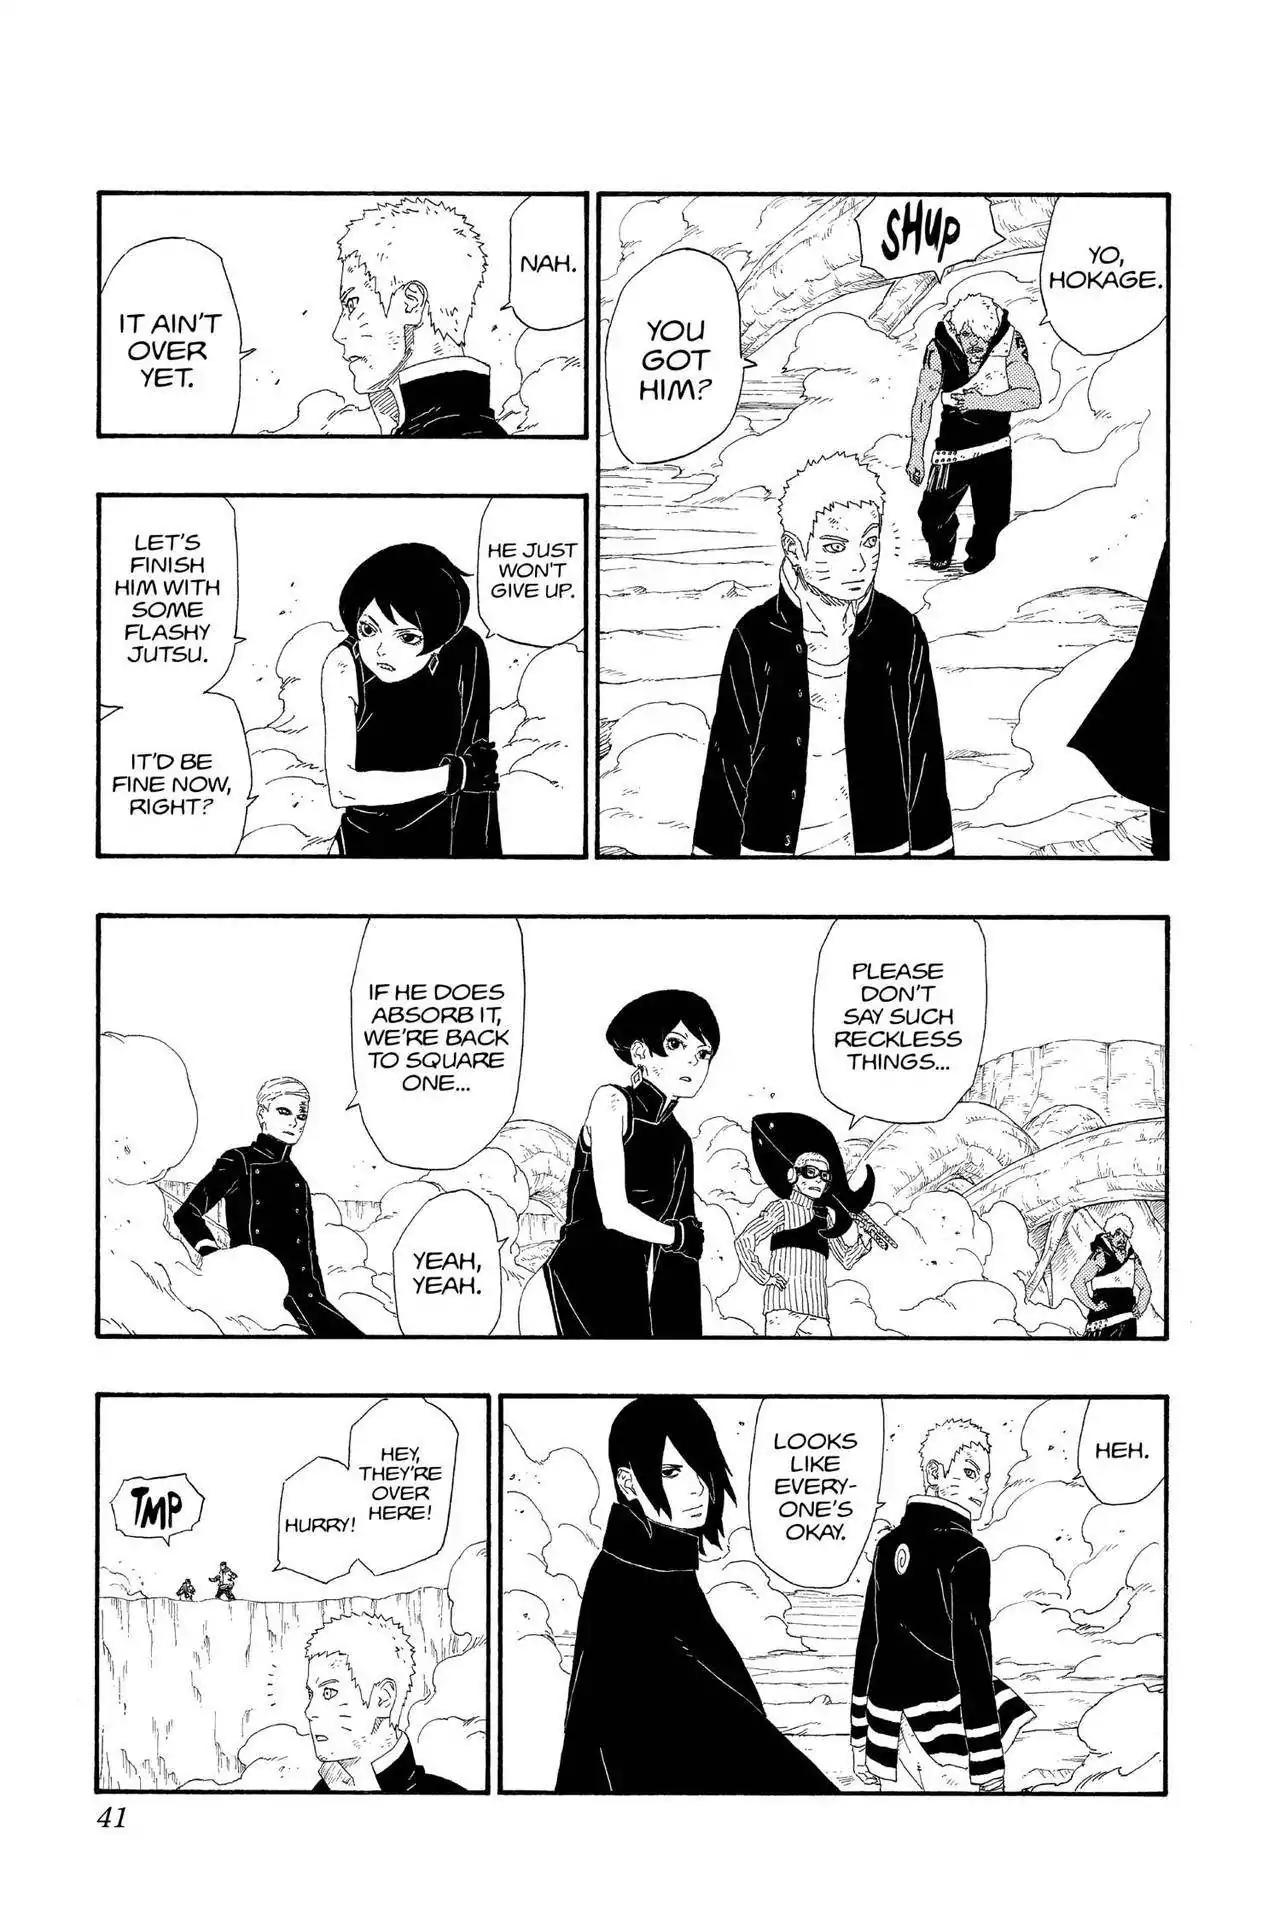 YO,
HOKAGE.
SHUP
YOU
GOT
HIM?
NAH.
IT AIN'T
OVER
YET.
HE JUST
WON'T
GIVE UP.
LET'S
FINISH
HIM WITH
SOME
FLASHY
JUTSU.
IT'D BE
FINE NOW,
RIGHT?
PLEASE
DON'T
SAY SUCH
RECKLESS
THINGS...
IF HE DOES
ABSORB IT,
WE'RE BACK
TO SQUARE
ONE...
YEAH,
YEAH.
HEH.
LOOKS
LIKE
EVERY-
ONE'S
OKAY.
HEY,
THEY'RE
OVER
HERE!
HURRY!
TMP
41